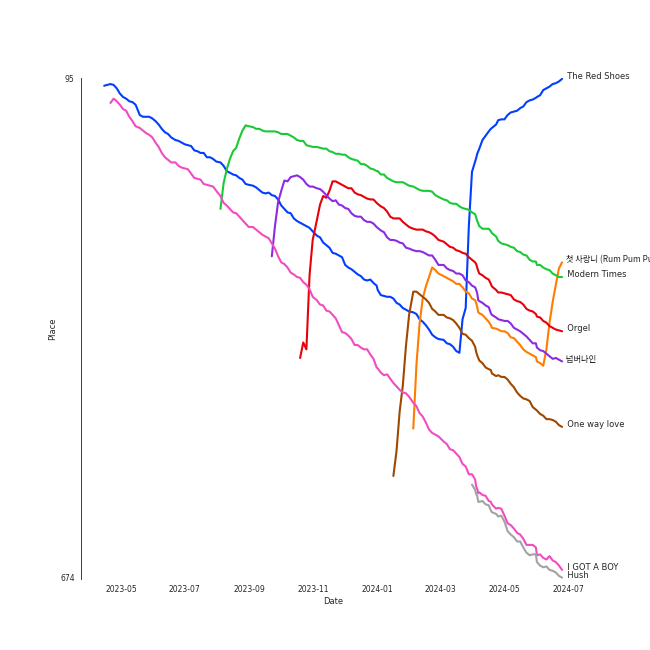 95
The Red Shoes
첫 사랑니 (Rum Pum Pu
Modern Times
Place
Orgel
넘버나인
One way love
I GOT A BOY
Hush
674
2023-05
2023-07
2023-09
2023-11
2024-01
2024-03
2024-05
2024-07
Date